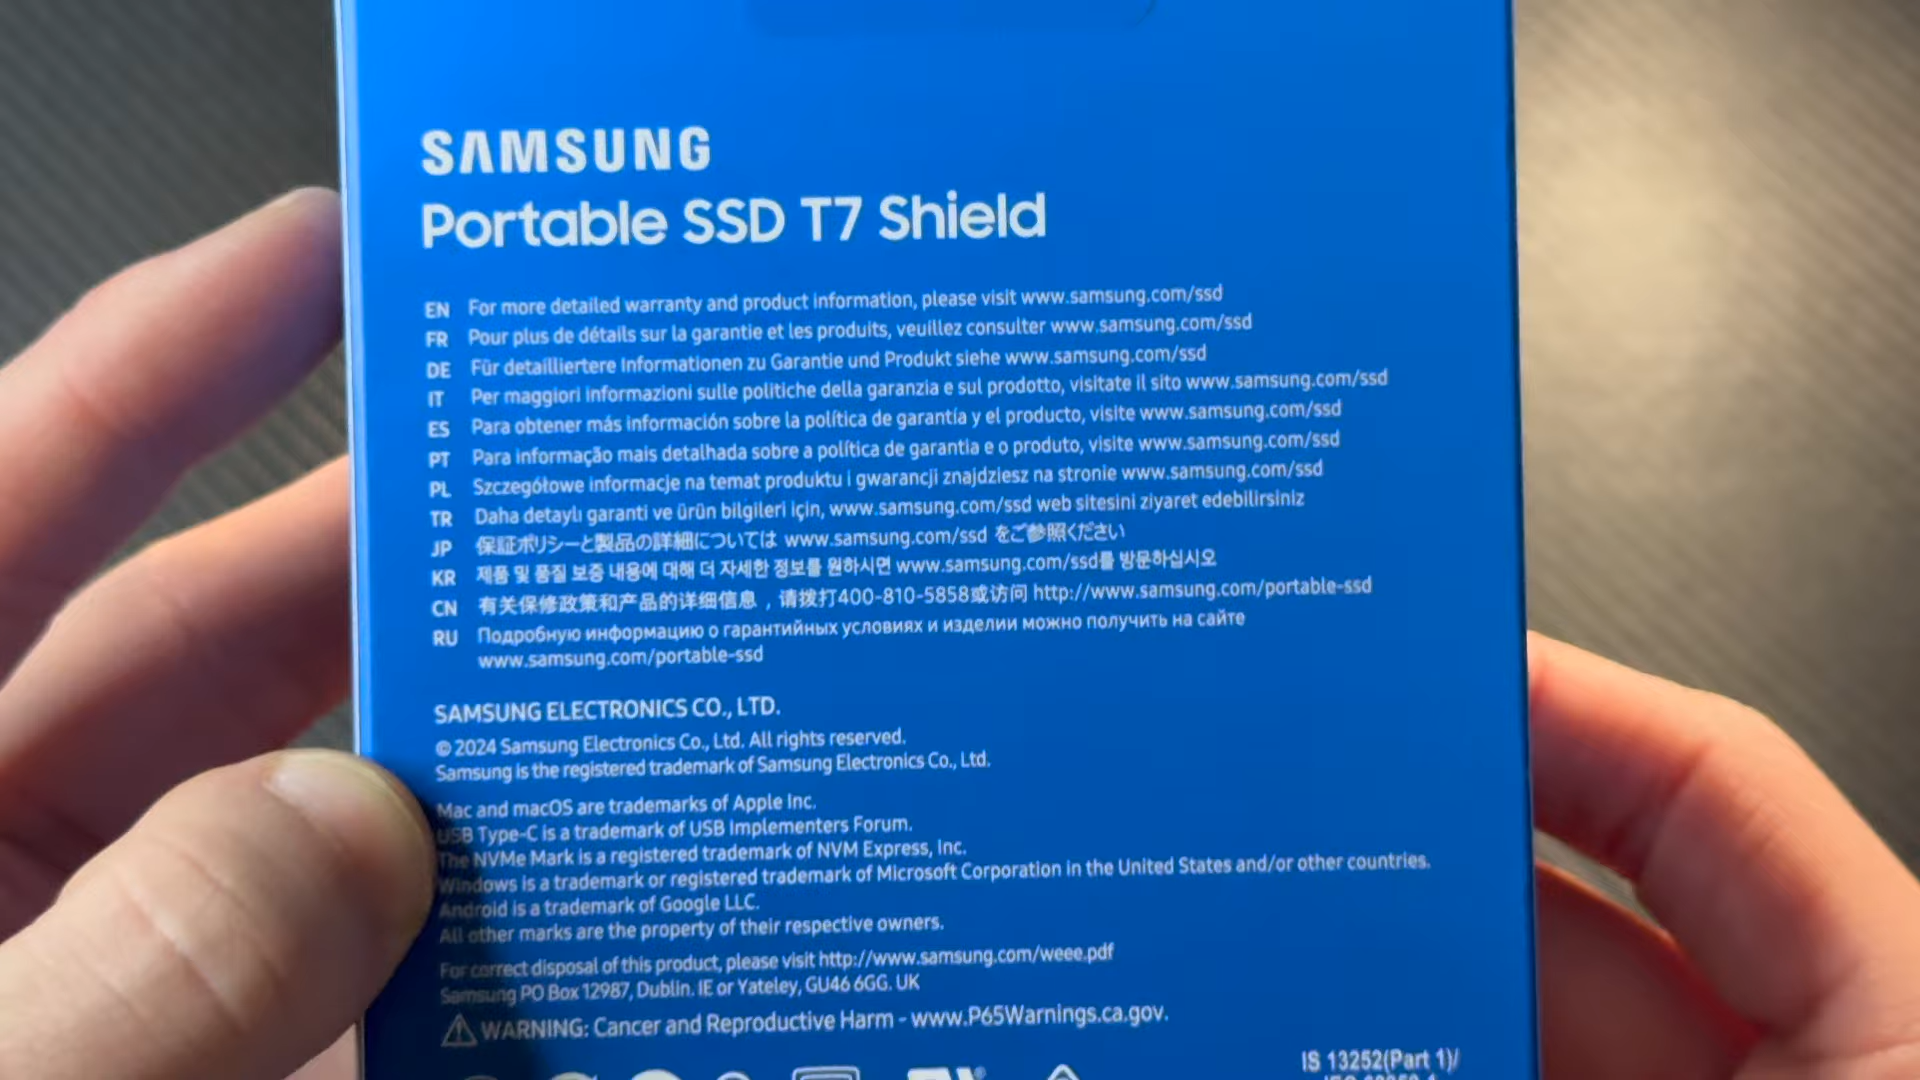 SAMSUNG
Portable SSD T7 Shield
EN For more detailed warranty and product information, please visit www.samsung.com/ssd
FR Pour plus de détails sur la garantie et les produits, veuillez consulter www.samsung.com/ssd
DE Für detailliertere Informationen zu Garantie und Produkt siehe www.samsung.com/ssd
IT Per maggiori informazioni sulle politiche della garanzia e sul prodotto, visitate il sito www.samsung.com/ssd
ES Para obtener más información sobre la política de garantía y el producto, visite www.samsung.com/ssd
PT Para informação mais detalhada sobre a política de garantia e o produto, visite www.samsung.com/ssd
PL Szczegółowe informacje na temat produktu i gwarancji znajdziesz na stronie www.samsung.com/ssd
TR Daha detaylı garanti ve ürün bilgileri için, www.samsung.com/ssd web sitesini ziyaret edebilirsiniz
JP 保証ポリシーと製品の詳細については www.samsung.com/ssd をご参照ください
KR 제품 및 품질 보증 내용에 대해 더 자세한 정보를 원하시면 www.samsung.com/ssd를 방문하십시오
CN 有关保修政策和产品的详细信息，请拨打400-810-5858或访问 http://www.samsung.com/portable-ssd
RU Подробную информацию о гарантийных условиях и изделии можно получить на сайте
www.samsung.com/portable-ssd
SAMSUNG ELECTRONICS CO., LTD.
© 2024 Samsung Electronics Co., Ltd. All rights reserved.
Samsung is the registered trademark of Samsung Electronics Co., Ltd.
Mac and macOS are trademarks of Apple Inc.
USB Type-C is a trademark of USB Implementers Forum.
The NVMe Mark is a registered trademark of NVM Express, Inc.
Windows is a trademark or registered trademark of Microsoft Corporation in the United States and/or other countries.
Android is a trademark of Google LLC.
All other marks are the property of their respective owners.
For correct disposal of this product, please visit http://www.samsung.com/weee.pdf
Samsung PO Box 12987, Dublin. IE or Yateley, GU46 6GG. UK
WARNING: Cancer and Reproductive Harm - www.P65Warnings.ca.gov.
IS 13252(Part 1)/